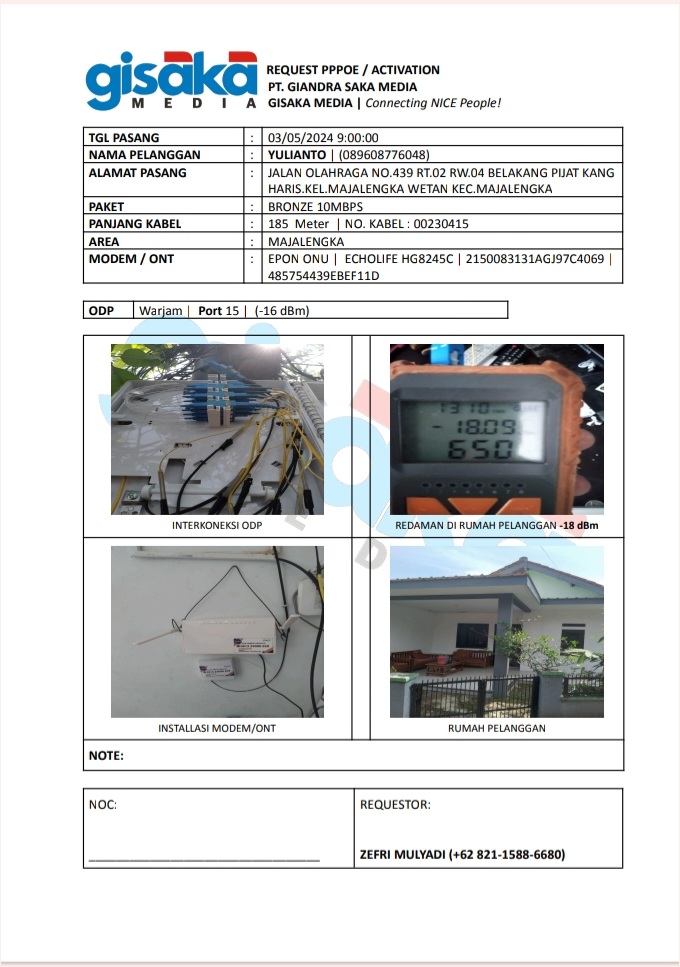 gisaka
MEDIA
REQUEST PPPOE / ACTIVATION
PT. GIANDRA SAKA MEDIA
GISAKA MEDIA | Connecting NICE People!
TGL PASANG : 03/05/2024 9:00:00
NAMA PELANGGAN : YULIANTO | (089608776048)
ALAMAT PASANG : JALAN OLAHRAGA NO.439 RT.02 RW.04 BELAKANG PIJAT KANG
HARIS.KEL.MAJALENGKA WETAN KEC.MAJALENGKA
PAKET : BRONZE 10MBPS
PANJANG KABEL : 185 Meter | NO. KABEL : 00230415
AREA : MAJALENGKA
MODEM / ONT : EPON ONU | ECHOLIFE HG8245C | 2150083131AGJ97C4069 |
485754439EBEF11D
ODP Warjam | Port 15 | (-16 dBm)
1310
-18.09
650
INTERKONEKSI ODP
REDAMAN DI RUMAH PELANGGAN -18 dBm
INSTALLASI MODEM/ONT
RUMAH PELANGGAN
NOTE:
NOC:
REQUESTOR:
ZEFRI MULYADI (+62 821-1588-6680)